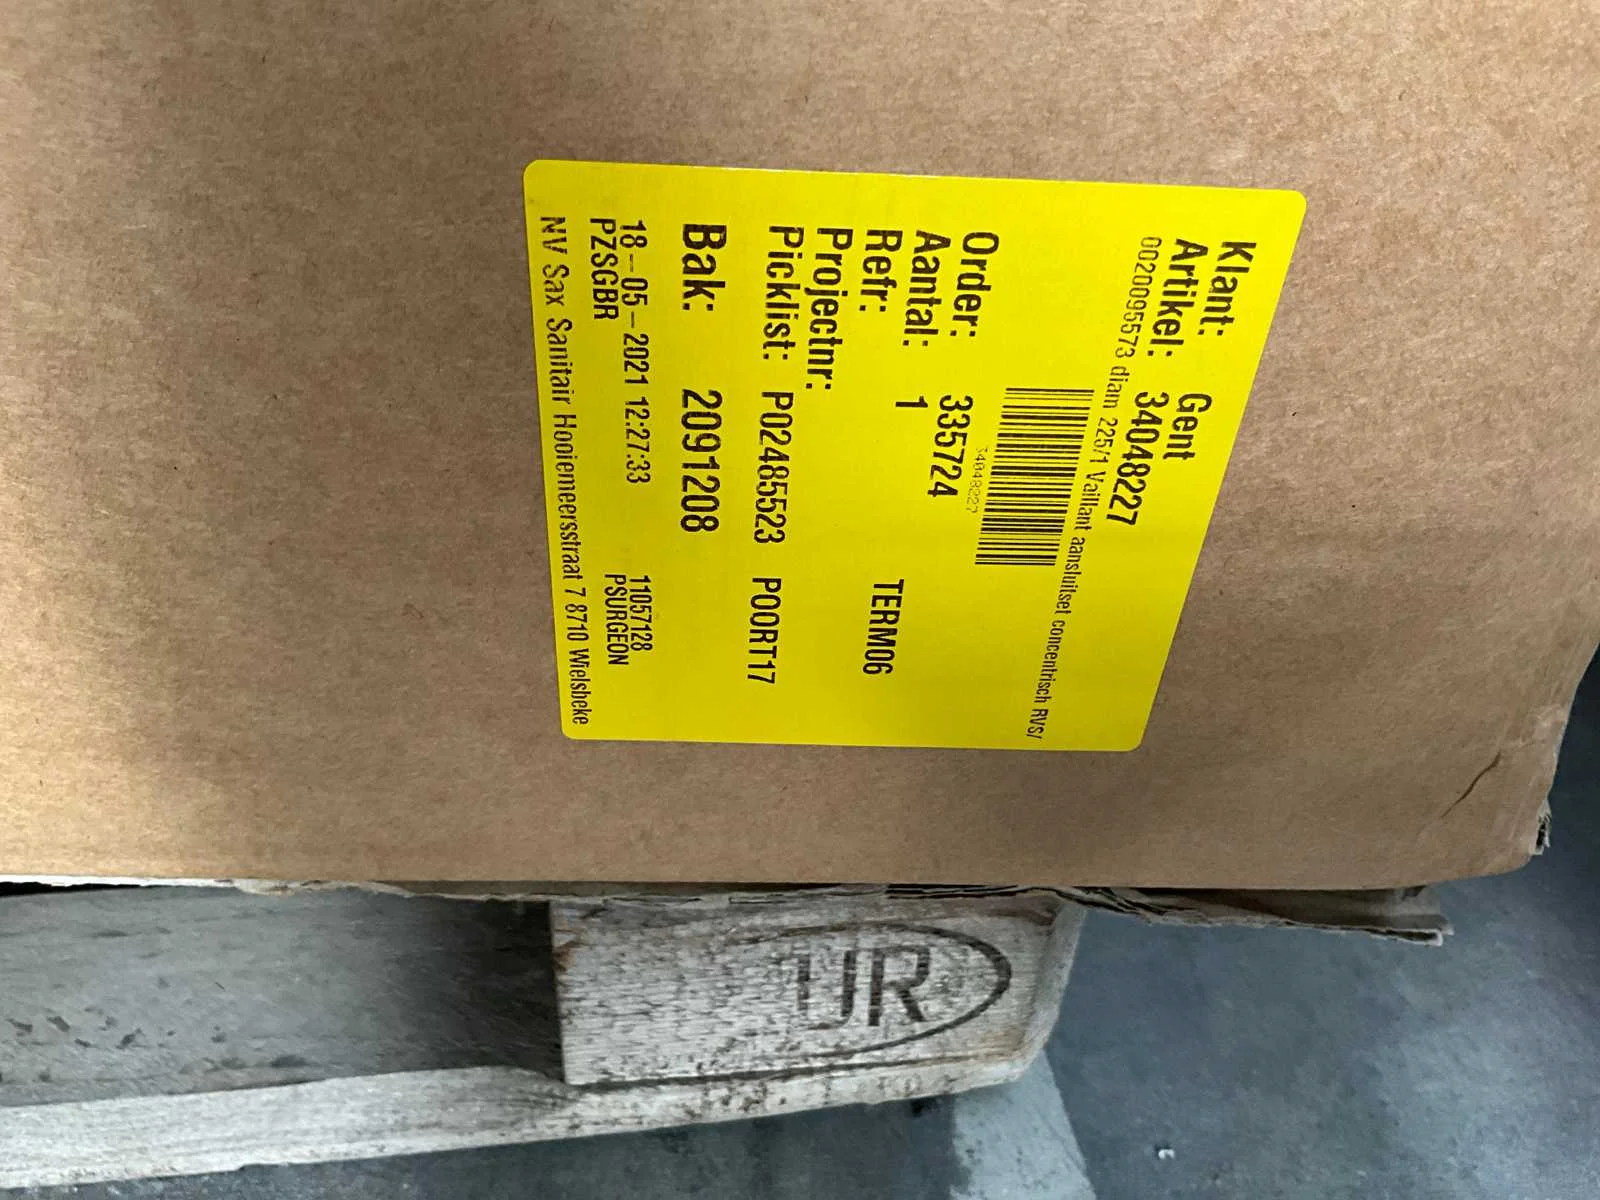 Klant: Gent
Artikel: 34048227
0020095573 diam 225/1 Vaillant aansluitset concentrisch RVS/
34048227
Order: 335724
Aantal: 1
Refr: TERM06
Projectnr:
Picklist: P02485523 POORT17
Bak: 2091208
18-05-2021 12:27:33 11057128
PZSGBR PSURGEON
NV Sax Sanitair Hooiemeersstraat 7 8710 Wielsbeke
UR